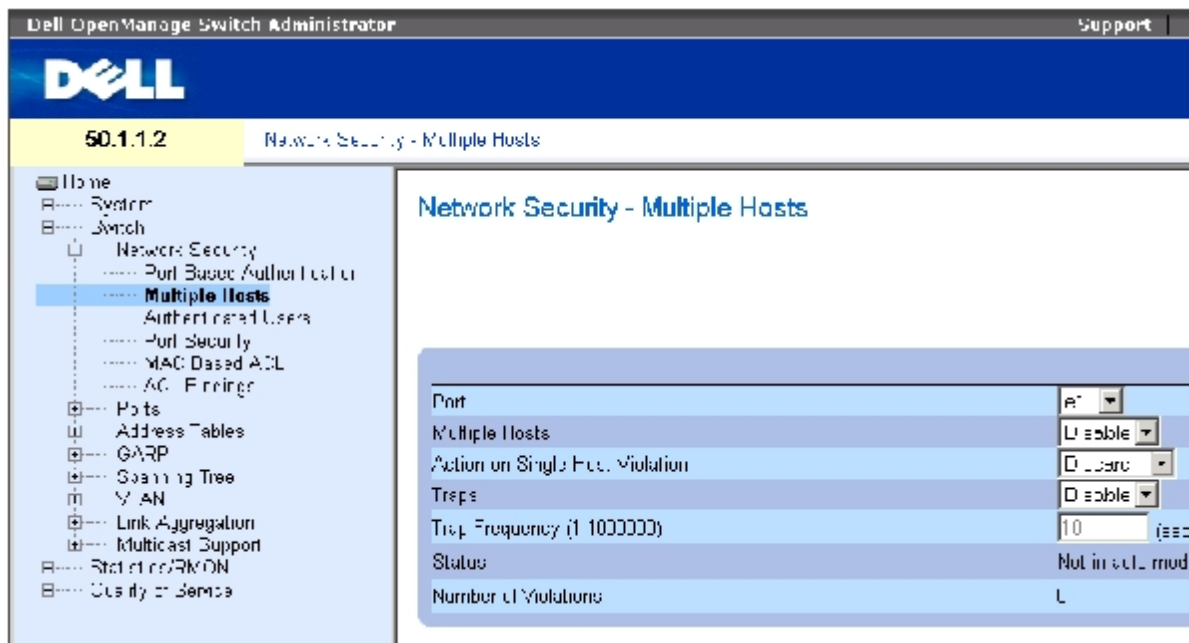 Dell OpenManage Switch Administrator
Support
DELL
50.1.1.2
Network Security - Multiple Hosts
Home
System
Switch
Network Security
Port Based Authentication
Multiple Hosts
Authenticated Users
Port Security
MAC Based ACL
ACL Bindings
Ports
Address Tables
GARP
Spanning Tree
VLAN
Link Aggregation
Multicast Support
Statistics/RMON
Quality of Service
Network Security - Multiple Hosts
Port
Multiple Hosts Disable
Action on Single Host Violation Discard
Traps Disable
Trap Frequency (1-1000000) 10
Status Not in auto
Number of Violations